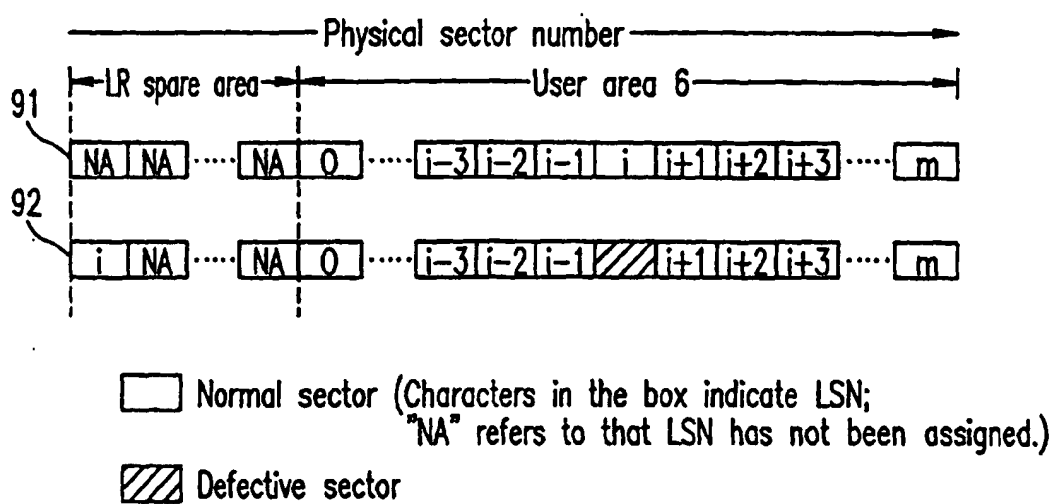 Physical sector number
LR spare area User area 6
91
NA NA ····· NA 0 ····· i-3 i-2 i-1 i i+1 i+2 i+3 ····· m
92
i NA ····· NA 0 ····· i-3 i-2 i-1 i+1 i+2 i+3 ····· m
Normal sector (Characters in the box indicate LSN;
"NA" refers to that LSN has not been assigned.)
Defective sector